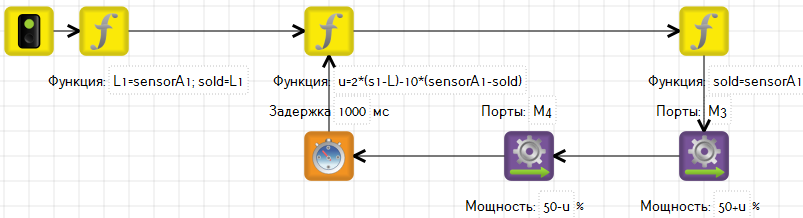 Функция: L1=sensorA1; sold=L1
Функция: u=2*(s1-L)-10*(sensorA1-sold)
Функция: sold=sensorA1
Задержка 1000 мс
Порты: M4
Порты: M3
Мощность: 50-u %
Мощность: 50+u %